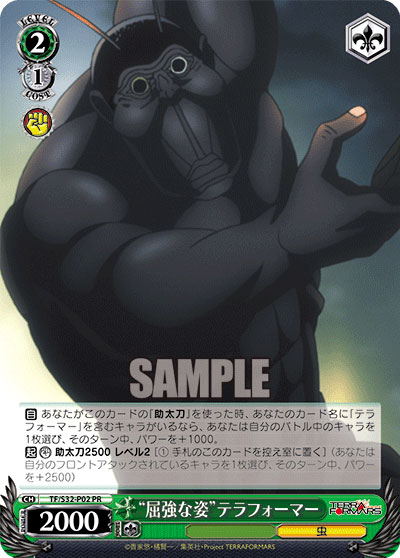 LEVEL
2
1
COST
SAMPLE
自 あなたがこのカードの「助太刀」を使った時、あなたのカード名に「テラ
フォーマー」を含むキャラがいるなら、あなたは自分のバトル中のキャラを
1枚選び、そのターン中、パワーを+1000。
起 助太刀2500 レベル2 [① 手札のこのカードを控え室に置く] (あなたは
自分のフロントアタックされているキャラを1枚選び、そのターン中、パワー
を+2500)
CH TF/S32-P02 PR
POWER
2000
“屈強な姿”テラフォーマー
TERRAFORMARS
虫
©貴家悠・橘賢一/集英社・Project TERRAFORMARS